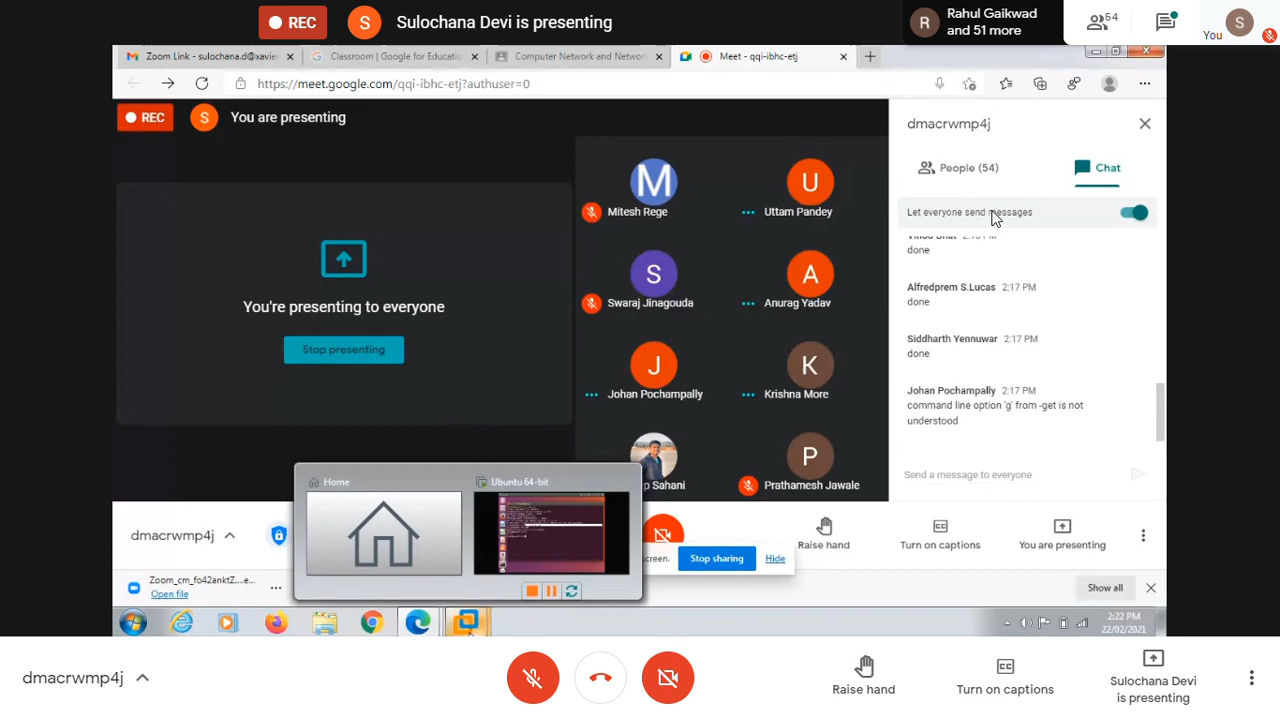 REC
S
Sulochana Devi is presenting
R
Rahul Gaikwad
and 51 more
54
You
S
Zoom Link - sulochana.d@xavier
Classroom | Google for Educatio
Computer Network and Network
Meet - qqi-ibhc-etj
https://meet.google.com/qqi-ibhc-etj?authuser=0
REC
S
You are presenting
dmacrwmp4j
People (54)
Chat
Let everyone send messages
You're presenting to everyone
Stop presenting
M
Mitesh Rege
U
Uttam Pandey
S
Swaraj Jinagouda
A
Anurag Yadav
J
Johan Pochampally
K
Krishna More
p Sahani
P
Prathamesh Jawale
done
Alfredprem S.Lucas 2:17 PM
done
Siddharth Yennuwar 2:17 PM
done
Johan Pochampally 2:17 PM
command line option 'g' from -get is not
understood
Send a message to everyone
Home
Ubuntu 64-bit
dmacrwmp4j
screen.
Stop sharing
Hide
Raise hand
Turn on captions
You are presenting
Zoom_cm_fo42anktZ....e...
Open file
Show all
2:22 PM
22/02/2021
dmacrwmp4j
Raise hand
Turn on captions
Sulochana Devi
is presenting